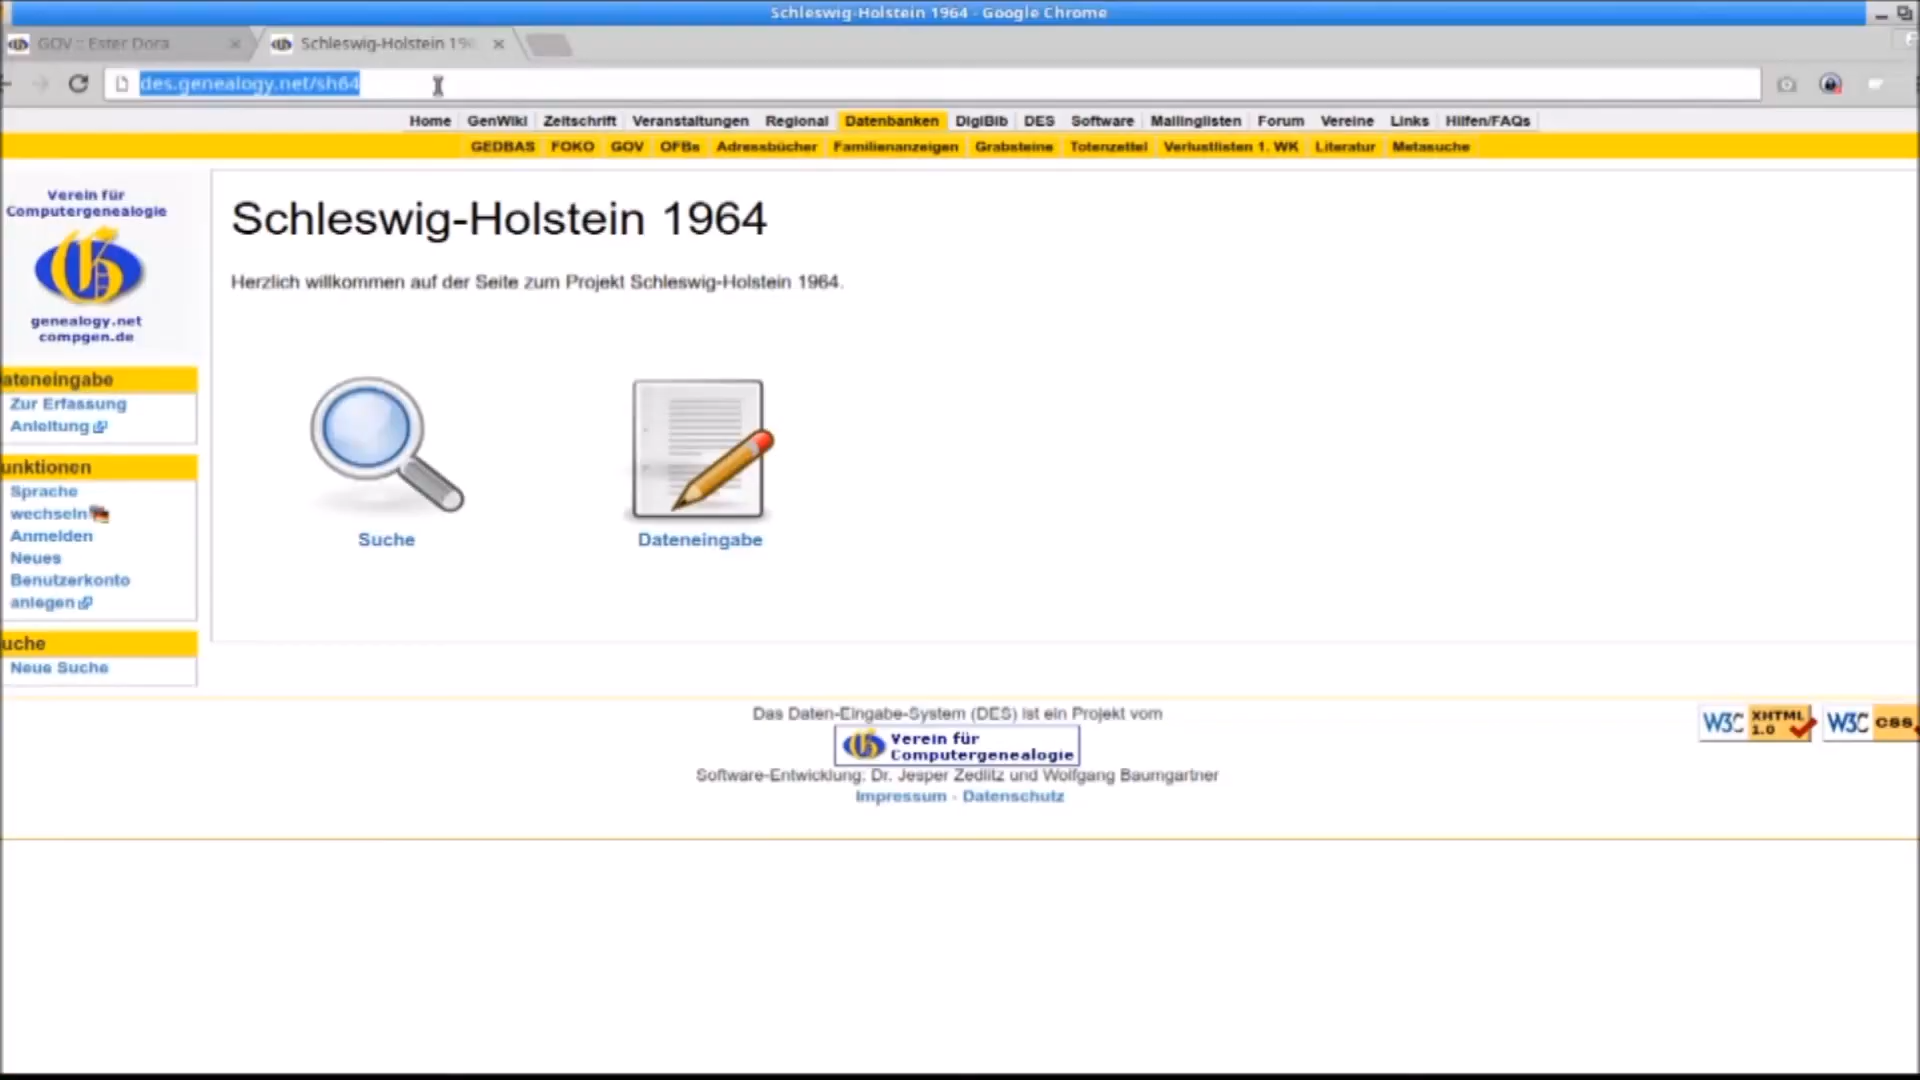 Schleswig-Holstein 1964 - Google Chrome
GOV :: Ester Dora
Schleswig-Holstein 19
des.genealogy.net/sh64
Home GenWiki Zeitschrift Veranstaltungen Regional Datenbanken DigiBib DES Software Mailinglisten Forum Vereine Links Hilfen/FAQs
GEDBAS FOKO GOV OFBs Adressbücher Familienanzeigen Grabsteine Totenzettel Verlustlisten 1. WK Literatur Metasuche
Verein für
Computergenealogie
genealogy.net
compgen.de
ateneingabe
Zur Erfassung
Anleitung
unktionen
Sprache
wechseln
Anmelden
Neues
Benutzerkonto
anlegen
uche
Neue Suche
Schleswig-Holstein 1964
Herzlich willkommen auf der Seite zum Projekt Schleswig-Holstein 1964.
Suche
Dateneingabe
Das Daten-Eingabe-System (DES) ist ein Projekt vom
Verein für
Computergenealogie
Software-Entwicklung: Dr. Jesper Zedlitz und Wolfgang Baumgartner
Impressum - Datenschutz
W3C XHTML 1.0
W3C CSS